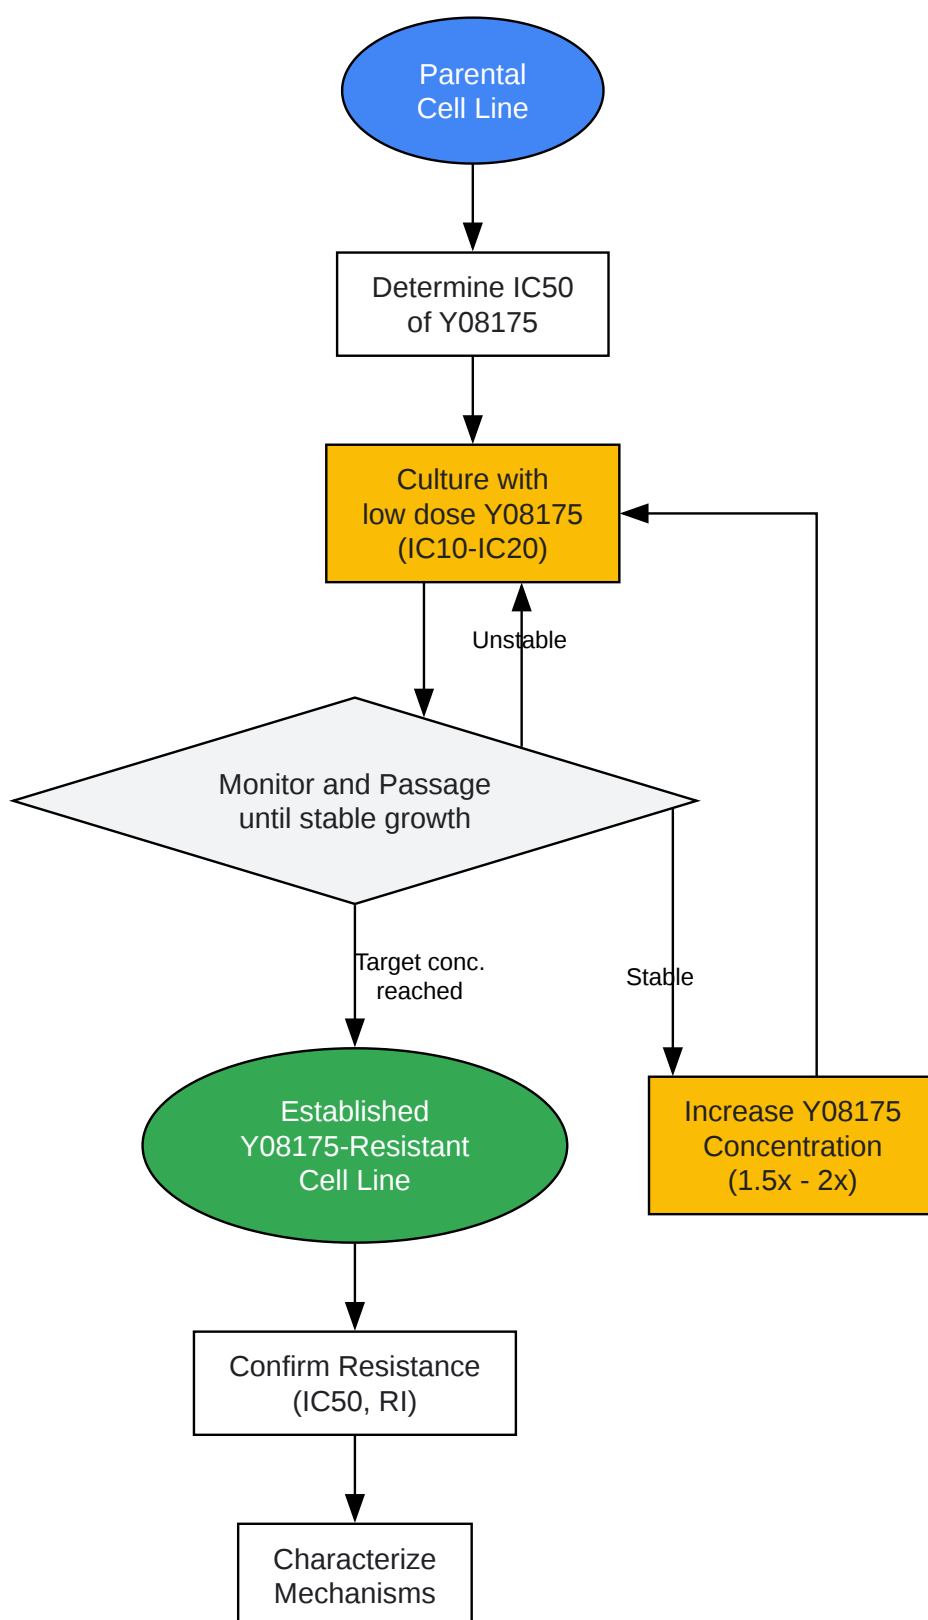 Parental
Cell Line
Determine IC50
of Y08175
Culture with
low dose Y08175
(IC10-IC20)
Unstable
Monitor and Passage
until stable growth
Target conc.
reached
Stable
Established
Y08175-Resistant
Cell Line
Increase Y08175
Concentration
(1.5x - 2x)
Confirm Resistance
(IC50, RI)
Characterize
Mechanisms